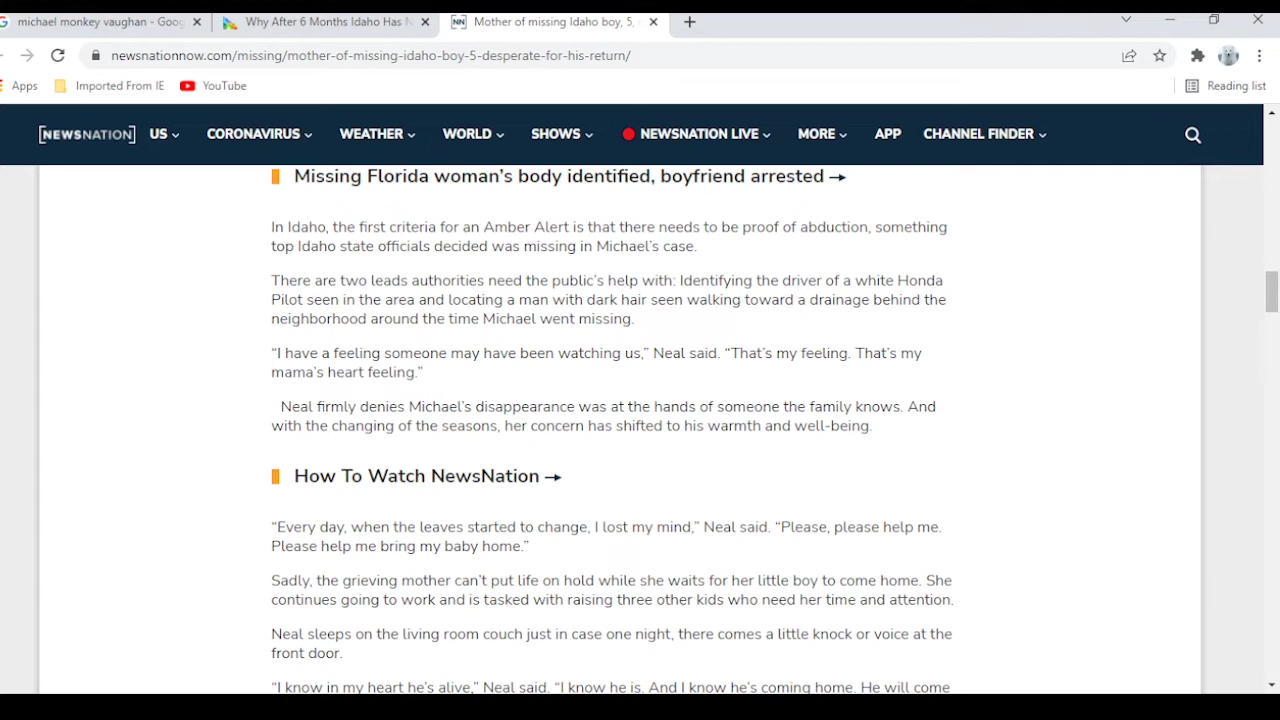 michael monkey vaughan - Goog
Why After 6 Months Idaho Has N
Mother of missing Idaho boy, 5,
newsnationnow.com/missing/mother-of-missing-idaho-boy-5-desperate-for-his-return/
Apps
Imported From IE
YouTube
Reading list
[NEWSNATION]
US
CORONAVIRUS
WEATHER
WORLD
SHOWS
NEWSNATION LIVE
MORE
APP
CHANNEL FINDER
Missing Florida woman’s body identified, boyfriend arrested →
In Idaho, the first criteria for an Amber Alert is that there needs to be proof of abduction, something
top Idaho state officials decided was missing in Michael’s case.
There are two leads authorities need the public’s help with: Identifying the driver of a white Honda
Pilot seen in the area and locating a man with dark hair seen walking toward a drainage behind the
neighborhood around the time Michael went missing.
“I have a feeling someone may have been watching us,” Neal said. “That’s my feeling. That’s my
mama’s heart feeling.”
Neal firmly denies Michael’s disappearance was at the hands of someone the family knows. And
with the changing of the seasons, her concern has shifted to his warmth and well-being.
How To Watch NewsNation →
“Every day, when the leaves started to change, I lost my mind,” Neal said. “Please, please help me.
Please help me bring my baby home.”
Sadly, the grieving mother can’t put life on hold while she waits for her little boy to come home. She
continues going to work and is tasked with raising three other kids who need her time and attention.
Neal sleeps on the living room couch just in case one night, there comes a little knock or voice at the
front door.
“I know in my heart he’s alive,” Neal said. “I know he is. And I know he’s coming home. He will come